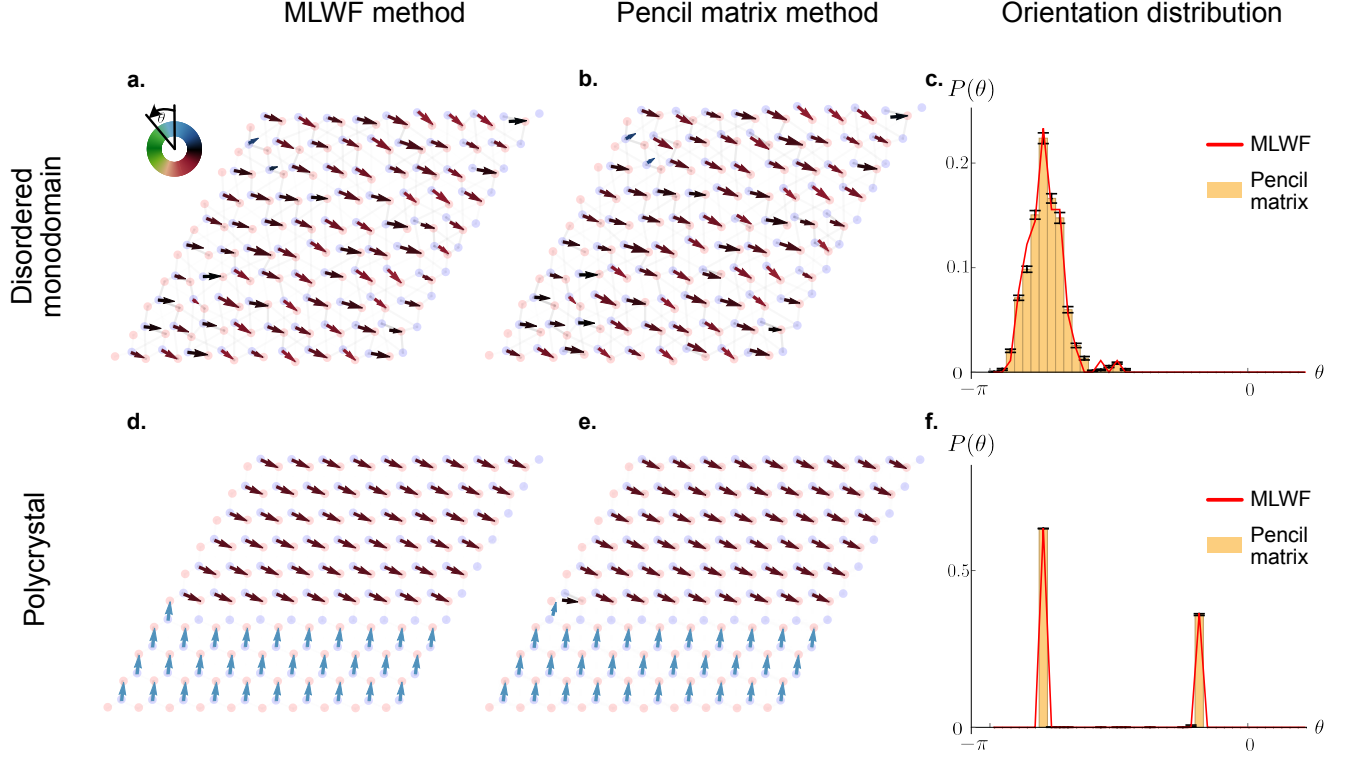 MLWF method
Pencil matrix method
Orientation distribution
Disordered
monodomain
a.
θ
b.
c.
P(θ)
0.2
0.1
0
−π
0
θ
MLWF
Pencil
matrix
Polycrystal
d.
e.
f.
P(θ)
0.5
0
−π
0
θ
MLWF
Pencil
matrix